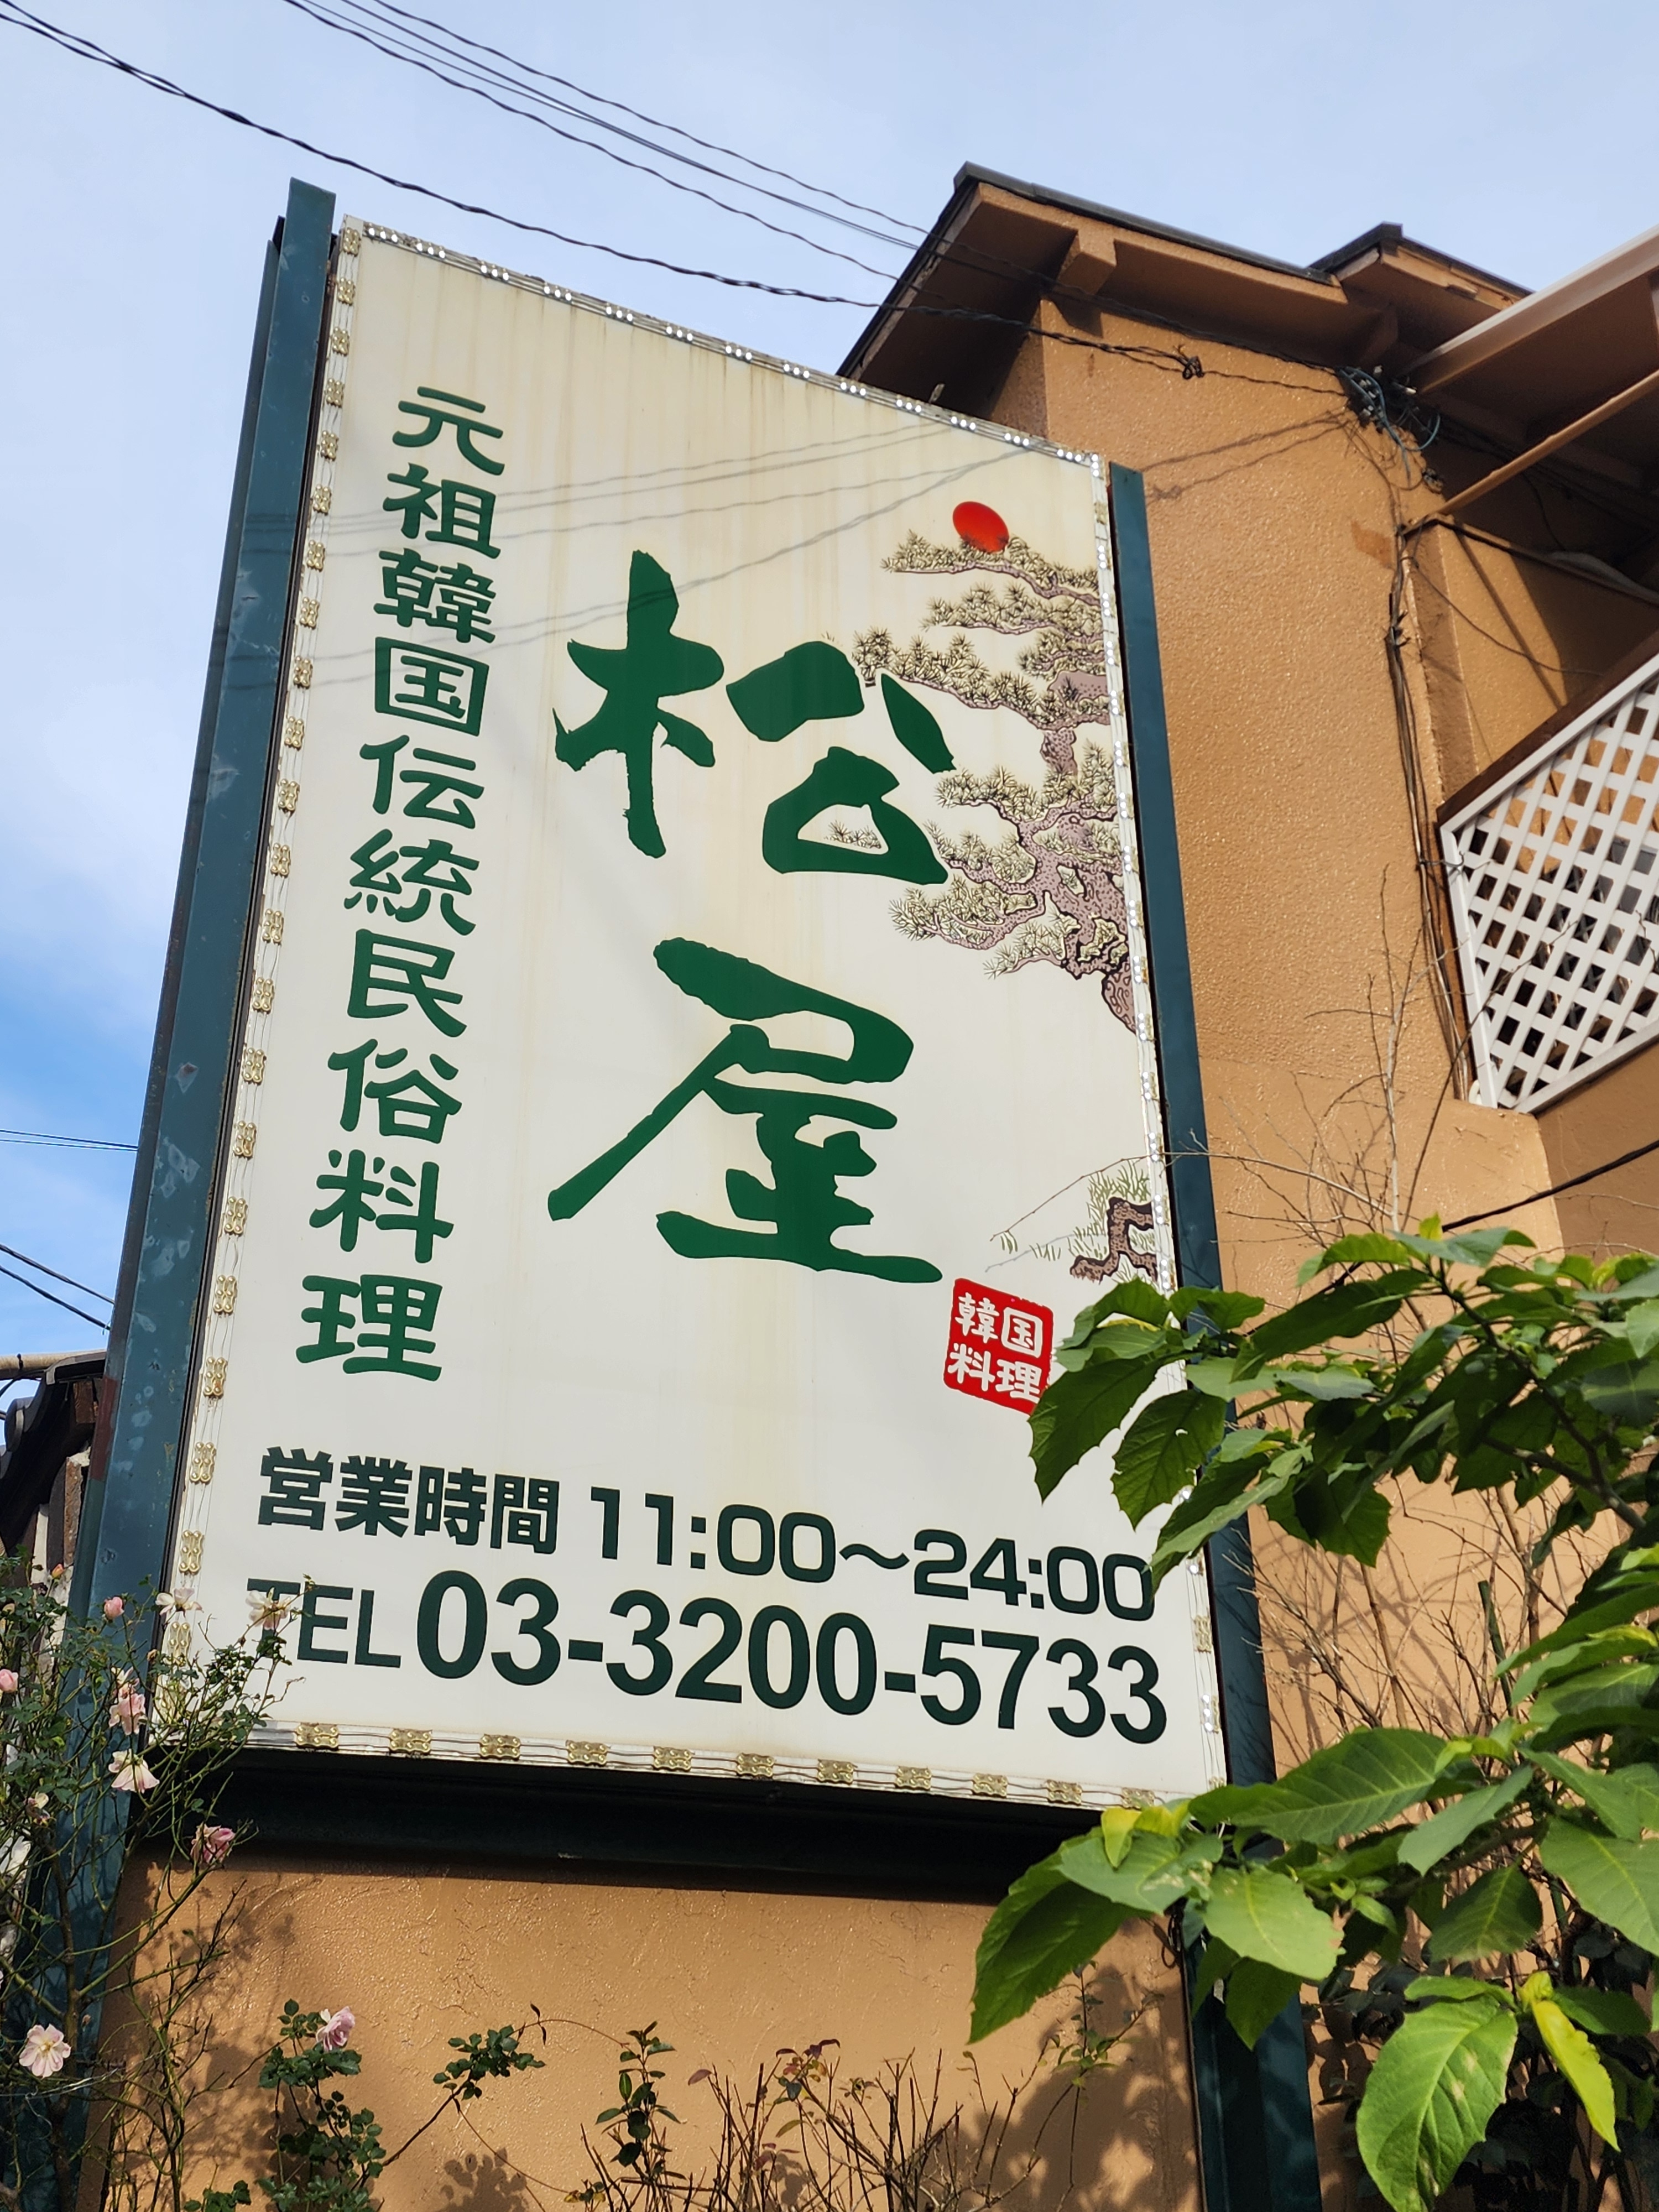 松屋
元祖韓国伝統民俗料理
韓国
料理
営業時間 11:00～24:00
TEL 03-3200-5733